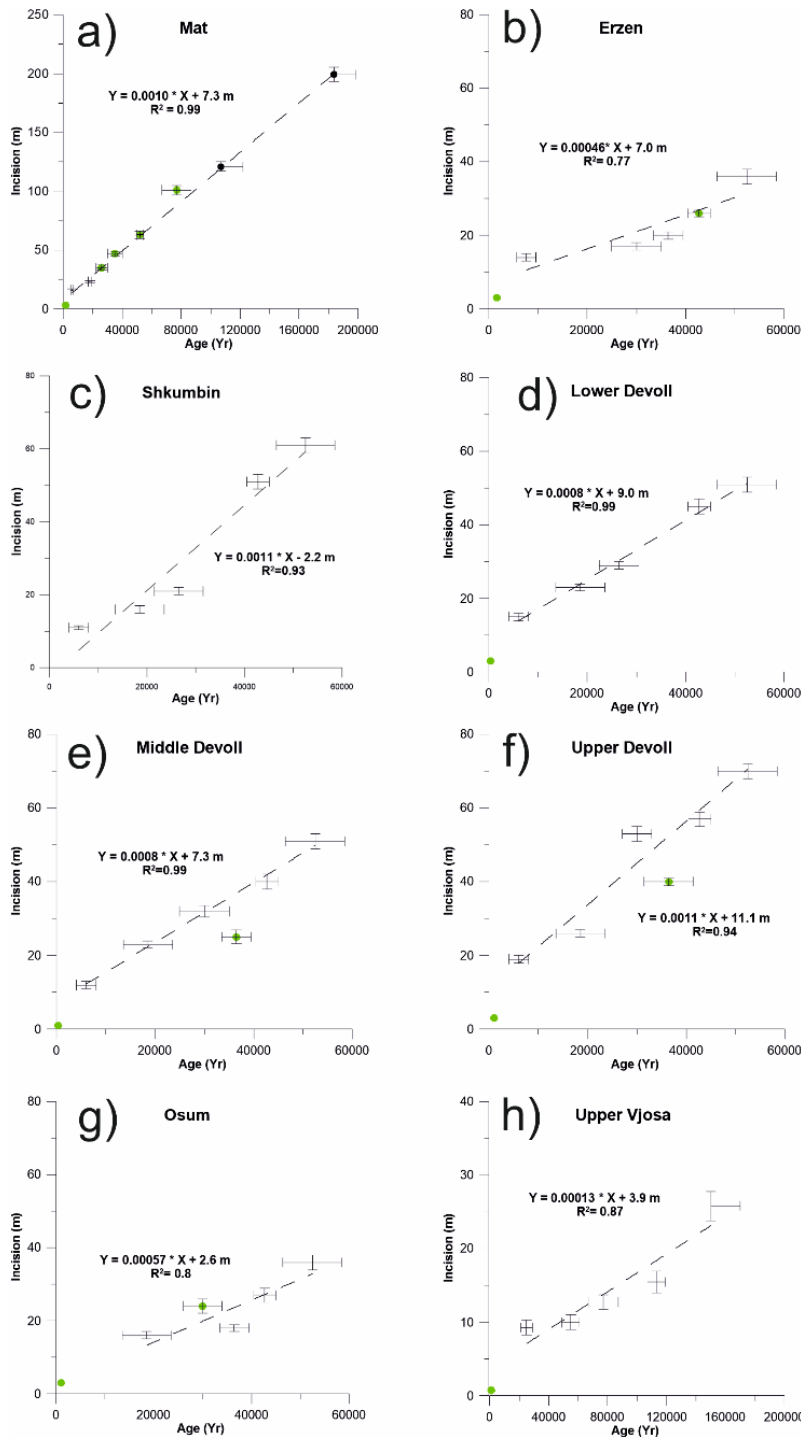 a)
Mat
Y = 0.0010 * X + 7.3 m
R² = 0.99
Incision (m)
250
200
150
100
50
0
0
40000
80000
120000
160000
200000
Age (Yr)
b)
Erzen
Y = 0.00046* X + 7.0 m
R²= 0.77
Incision (m)
80
60
40
20
0
0
20000
40000
60000
Age (Yr)
c)
Shkumbin
Y = 0.0011 * X - 2.2 m
R²=0.93
Incision (m)
80
60
40
20
0
0
20000
40000
60000
Age (Yr)
d)
Lower Devoll
Y = 0.0008 * X + 9.0 m
R²=0.99
Incision (m)
80
60
40
20
0
0
20000
40000
60000
Age (Yr)
e)
Middle Devoll
Y = 0.0008 * X + 7.3 m
R²=0.99
Incision (m)
80
60
40
20
0
0
20000
40000
60000
Age (Yr)
f)
Upper Devoll
Y = 0.0011 * X + 11.1 m
R²=0.94
Incision (m)
80
60
40
20
0
0
20000
40000
60000
Age (Yr)
g)
Osum
Y = 0.00057 * X + 2.6 m
R²= 0.8
Incision (m)
80
60
40
20
0
0
20000
40000
60000
Age (Yr)
h)
Upper Vjosa
Y = 0.00013 * X + 3.9 m
R²= 0.87
Incision (m)
40
30
20
10
0
0
40000
80000
120000
160000
200000
Age (Yr)